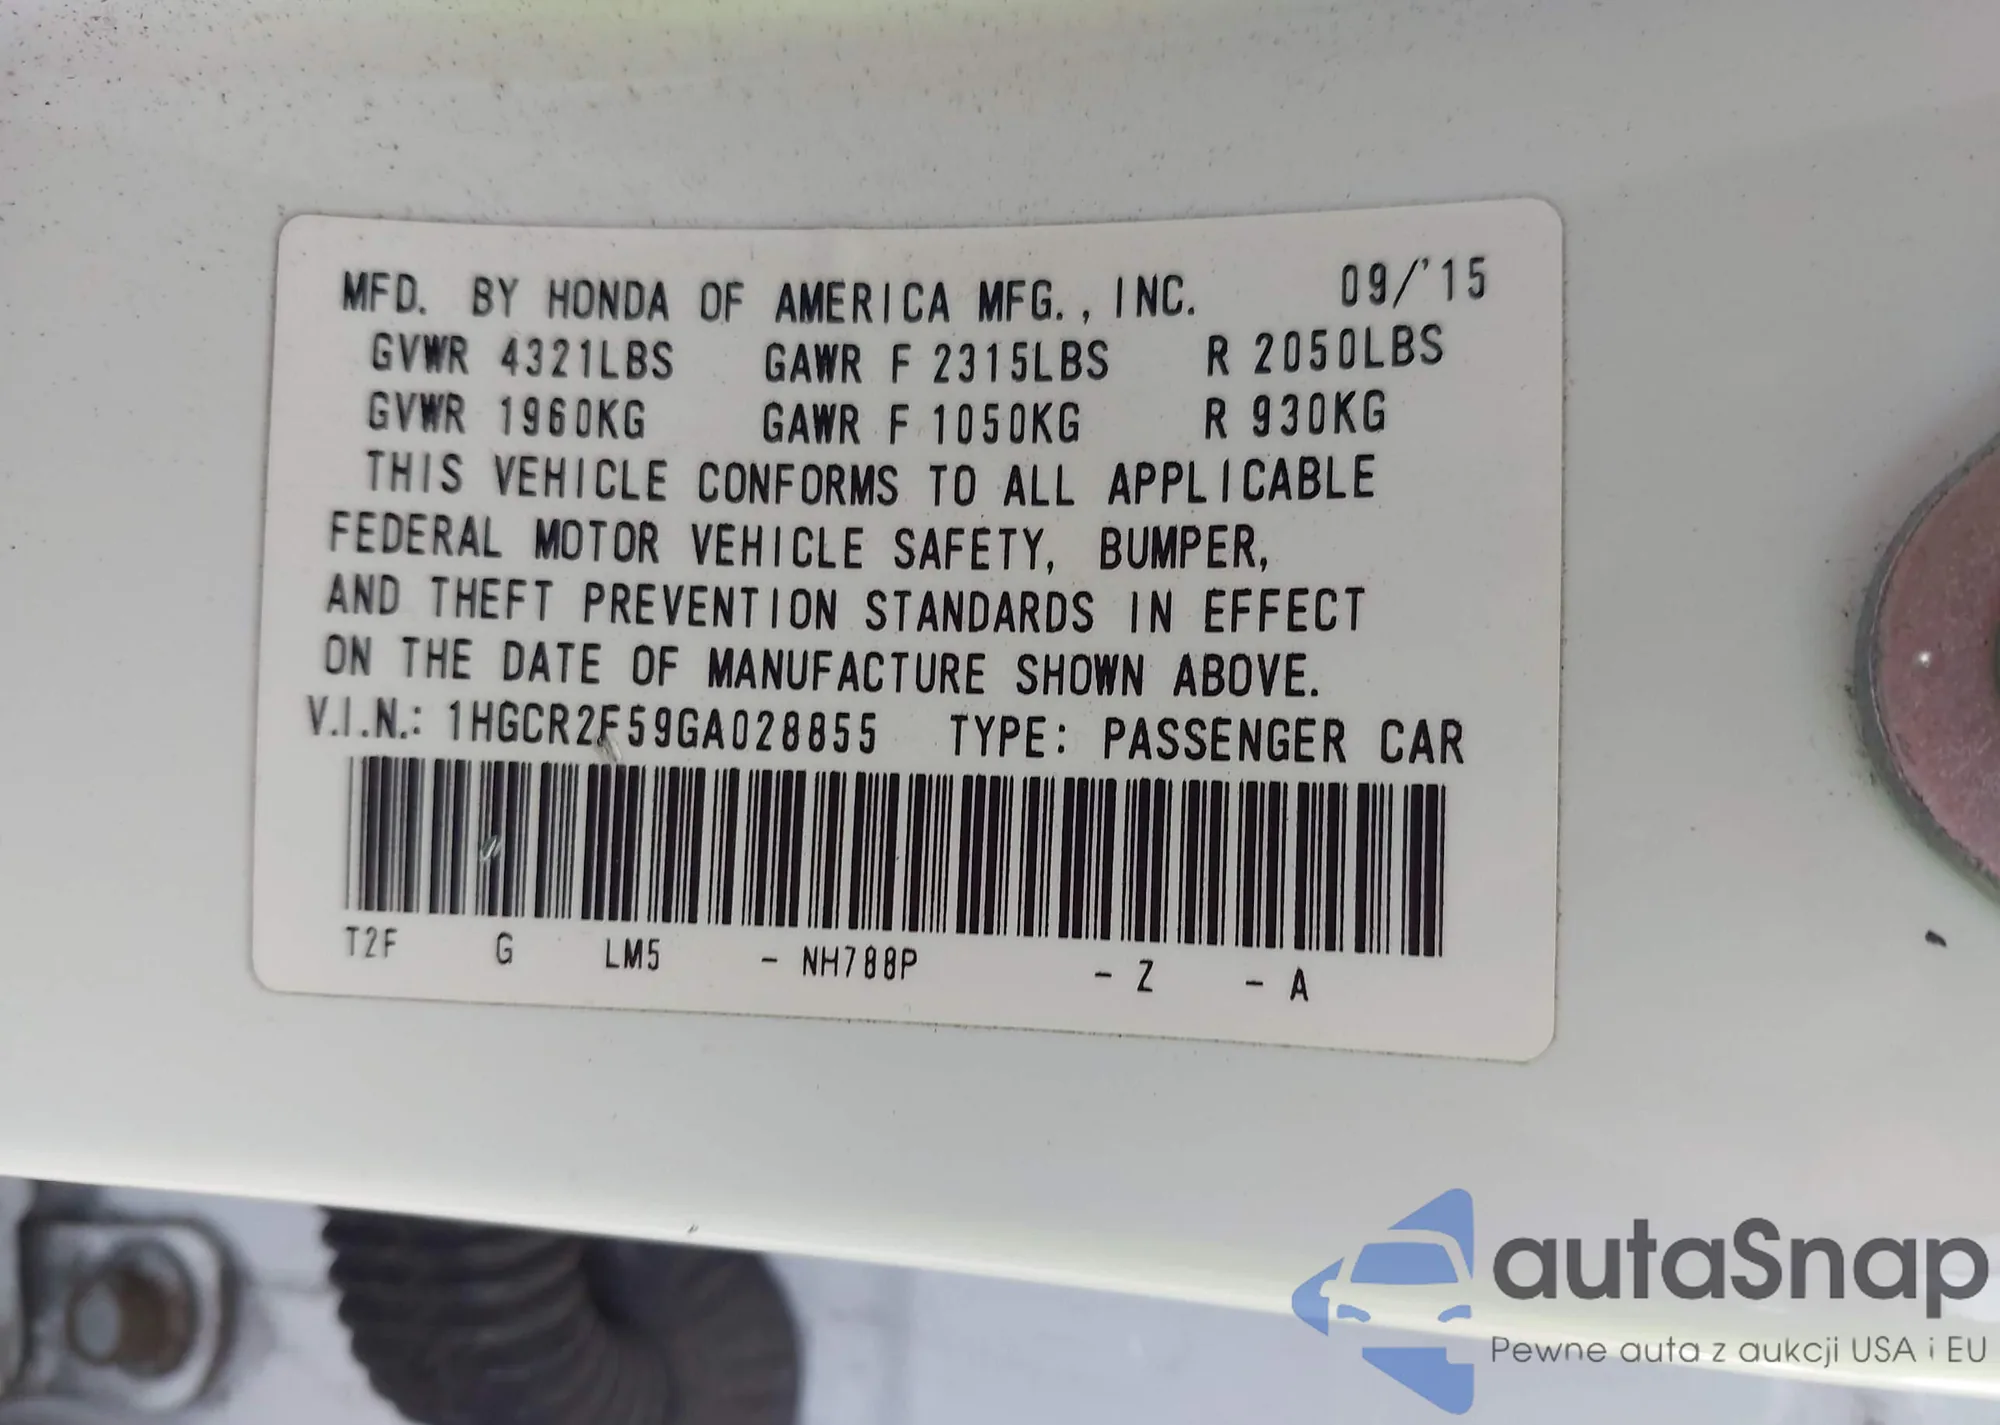 MFD. BY HONDA OF AMERICA MFG., INC. 09/'15
GVWR 4321LBS GAWR F 2315LBS R 2050LBS
GVWR 1960KG GAWR F 1050KG R 930KG
THIS VEHICLE CONFORMS TO ALL APPLICABLE
FEDERAL MOTOR VEHICLE SAFETY, BUMPER,
AND THEFT PREVENTION STANDARDS IN EFFECT
ON THE DATE OF MANUFACTURE SHOWN ABOVE.
V.I.N.: 1HGCR2F59GA028855 TYPE: PASSENGER CAR
T2F G LM5 - NH788P - Z - A
autaSnap
Pewne auta z aukcji USA i EU